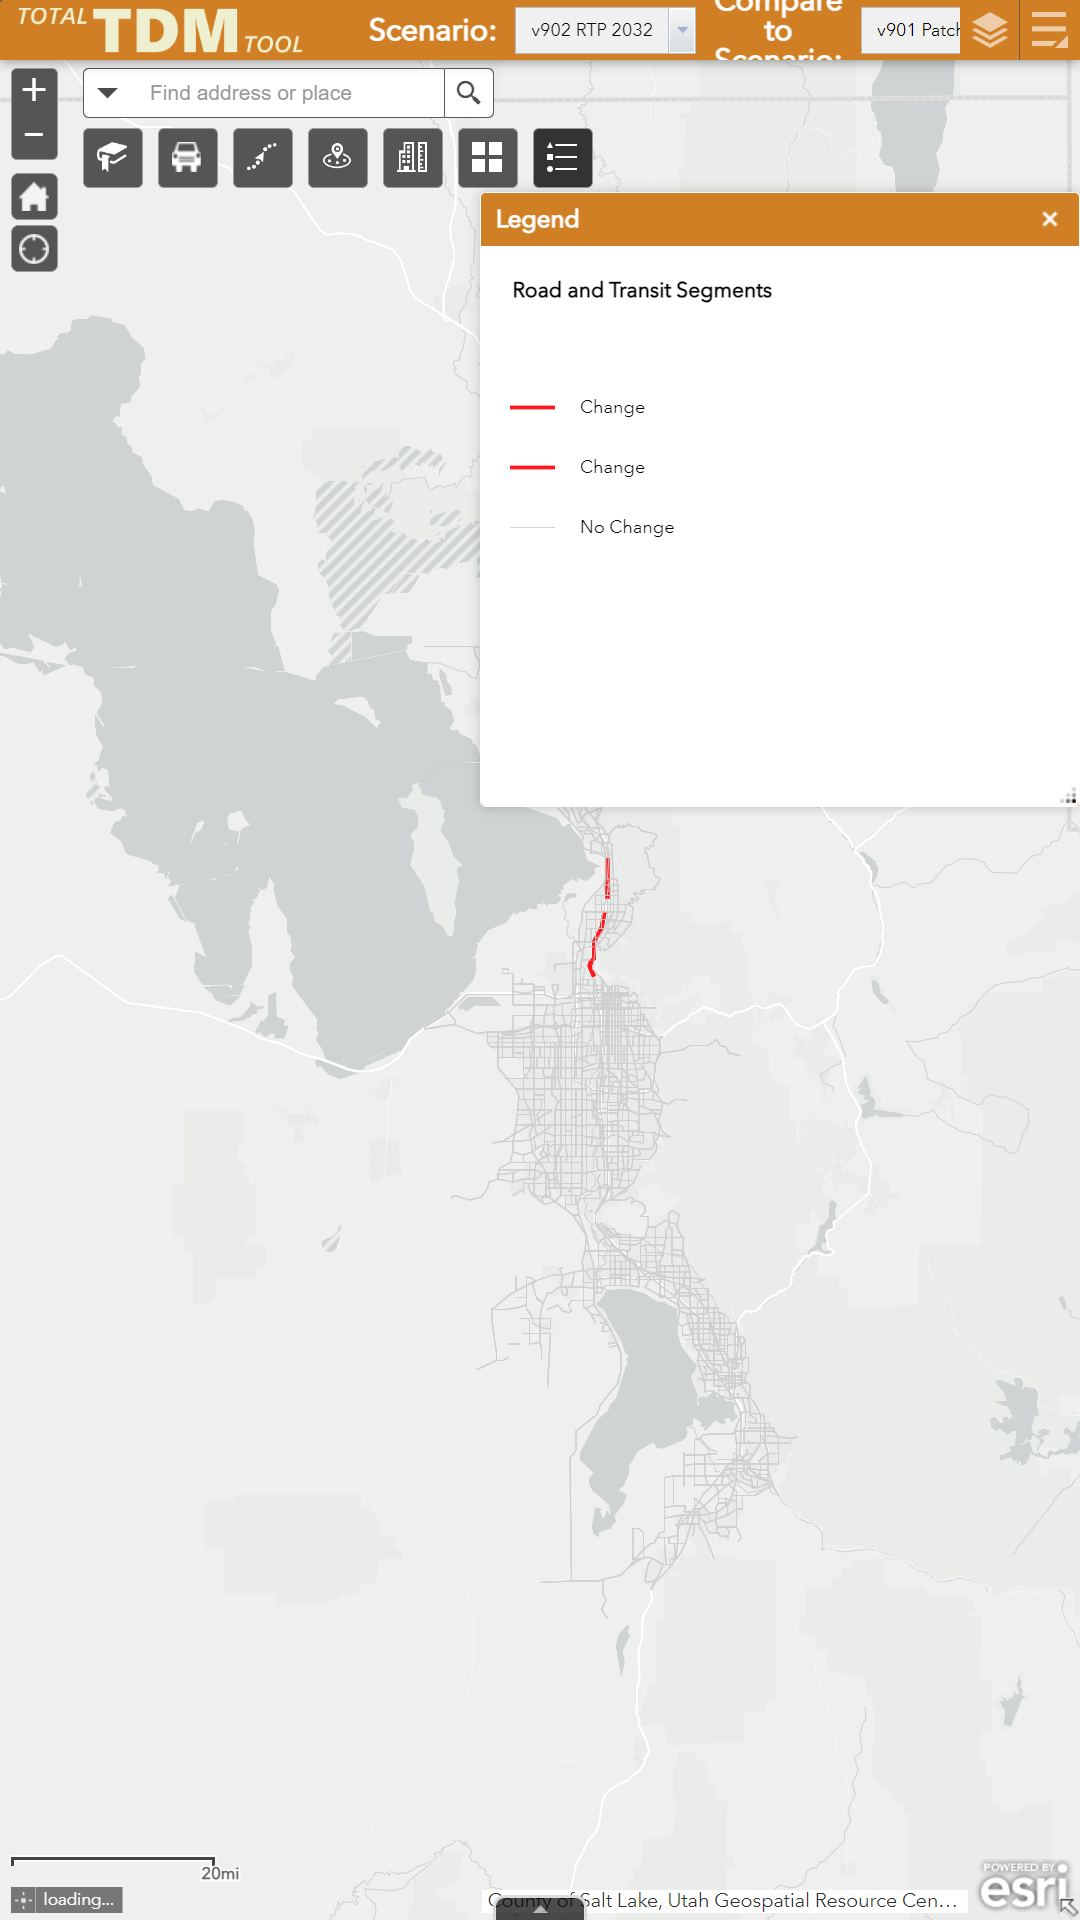 TOTAL TDM TOOL
Scenario:
v902 RTP 2032
Compare to Scenario:
v901 Patch
Find address or place
Legend
Road and Transit Segments
Change
Change
No Change
20mi
loading...
County of Salt Lake, Utah Geospatial Resource Cen...
POWERED BY
esri